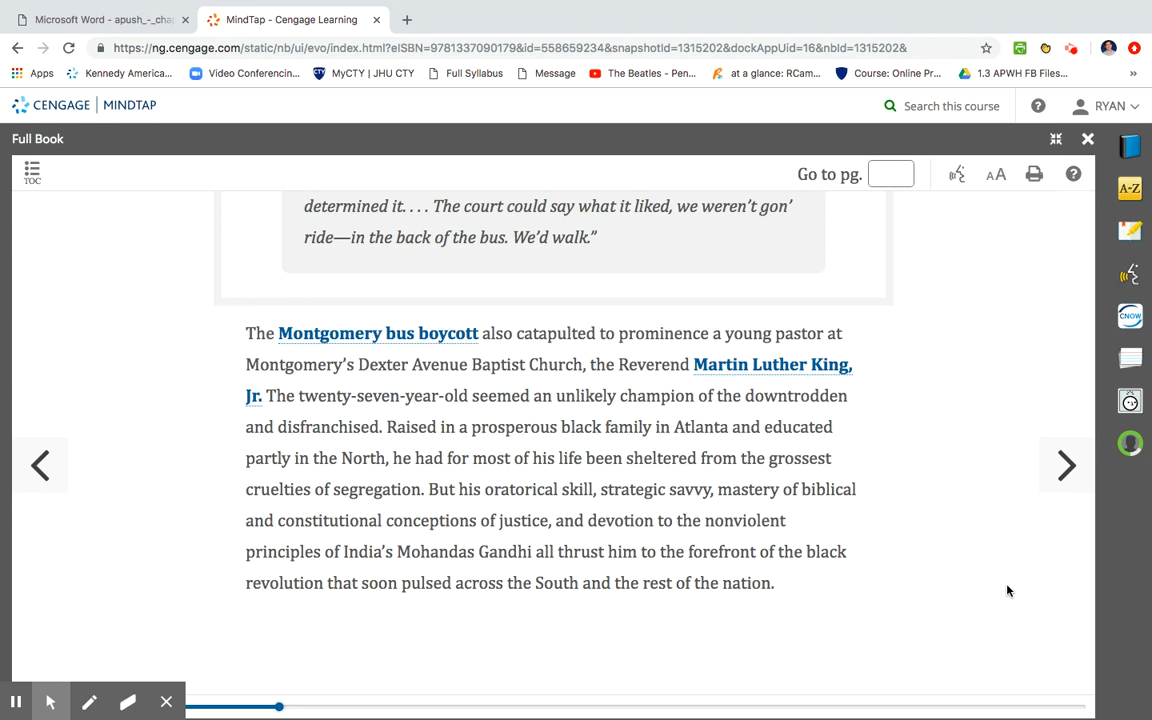 Microsoft Word - apush_-_cha
MindTap - Cengage Learning
https://ng.cengage.com/static/nb/ui/evo/index.html?eISBN=9781337090179&id=558659234&snapshotId=1315202&dockAppUid=16&nbId=1315202&
Apps
Kennedy America...
Video Conferencin...
CTY
MyCTY | JHU CTY
Full Syllabus
Message
The Beatles - Pen...
at a glance: RCam...
Course: Online Pr...
1.3 APWH FB Files...
»
CENGAGE | MINDTAP
Search this course
RYAN
Full Book
TOC
Go to pg.
AA
A-Z
CNOW
determined it. . . . The court could say what it liked, we weren't gon'
ride—in the back of the bus. We'd walk."
The Montgomery bus boycott also catapulted to prominence a young pastor at
Montgomery's Dexter Avenue Baptist Church, the Reverend Martin Luther King,
Jr. The twenty-seven-year-old seemed an unlikely champion of the downtrodden
and disfranchised. Raised in a prosperous black family in Atlanta and educated
partly in the North, he had for most of his life been sheltered from the grossest
cruelties of segregation. But his oratorical skill, strategic savvy, mastery of biblical
and constitutional conceptions of justice, and devotion to the nonviolent
principles of India's Mohandas Gandhi all thrust him to the forefront of the black
revolution that soon pulsed across the South and the rest of the nation.